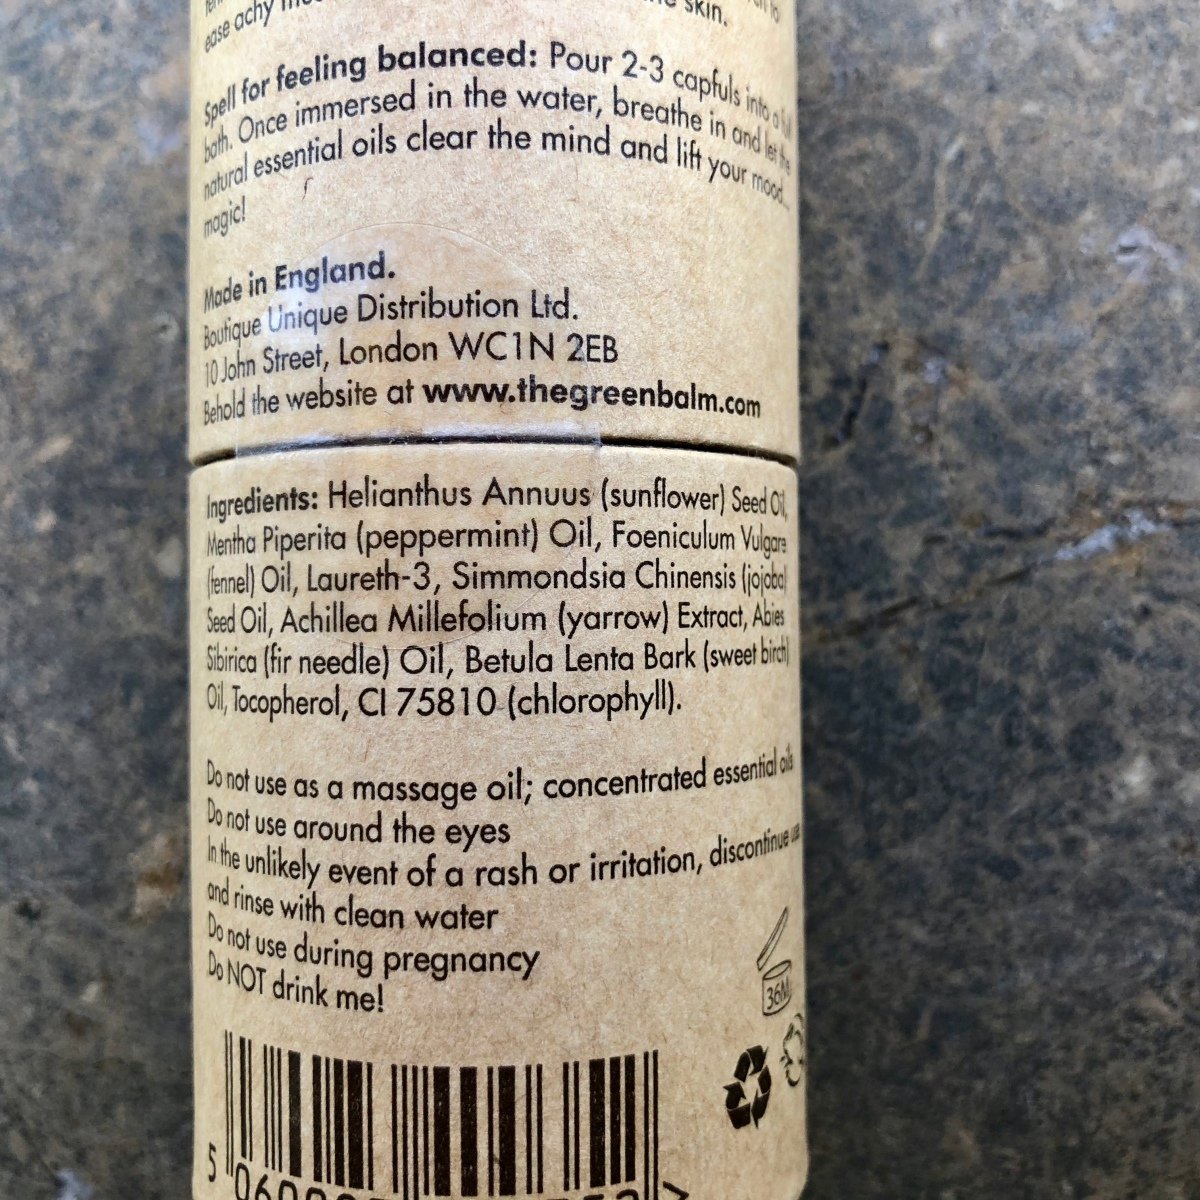 ease achy
skin.
Spell for feeling balanced: Pour 2-3 capfuls into a
bath. Once immersed in the water, breathe in and let the
natural essential oils clear the mind and lift your mood...
magic!
Made in England.
Boutique Unique Distribution Ltd.
10 John Street, London WC1N 2EB
Behold the website at www.thegreenbalm.com
Ingredients: Helianthus Annuus (sunflower) Seed Oil,
Mentha Piperita (peppermint) Oil, Foeniculum Vulgare
(fennel) Oil, Laureth-3, Simmondsia Chinensis (jojoba)
Seed Oil, Achillea Millefolium (yarrow) Extract, Abies
Sibirica (fir needle) Oil, Betula Lenta Bark (sweet birch)
Oil, Tocopherol, CI 75810 (chlorophyll).
Do not use as a massage oil; concentrated essential oils
Do not use around the eyes
In the unlikely event of a rash or irritation, discontinue use
and rinse with clean water
Do not use during pregnancy
Do NOT drink me!
36M
5